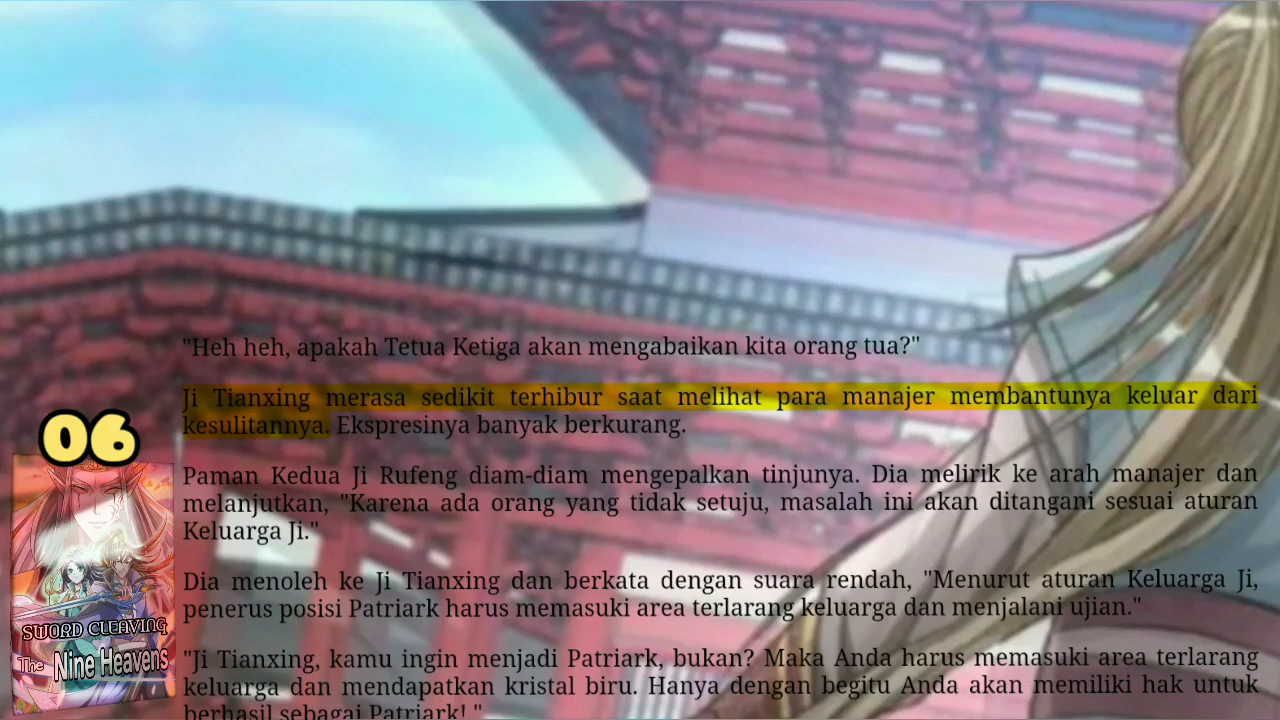 "Heh heh, apakah Tetua Ketiga akan mengabaikan kita orang tua?"
Ji Tianxing merasa sedikit terhibur saat melihat para manajer membantunya keluar dari
kesulitannya. Ekspresinya banyak berkurang.
Paman Kedua Ji Rufeng diam-diam mengepalkan tinjunya. Dia melirik ke arah manajer dan
melanjutkan, "Karena ada orang yang tidak setuju, masalah ini akan ditangani sesuai aturan
Keluarga Ji."
Dia menoleh ke Ji Tianxing dan berkata dengan suara rendah, "Menurut aturan Keluarga Ji,
penerus posisi Patriark harus memasuki area terlarang keluarga dan menjalani ujian."
"Ji Tianxing, kamu ingin menjadi Patriark, bukan? Maka Anda harus memasuki area terlarang
keluarga dan mendapatkan kristal biru. Hanya dengan begitu Anda akan memiliki hak untuk
berhasil sebagai Patriark! "
06
SWORD CLEAVING
The Nine Heavens